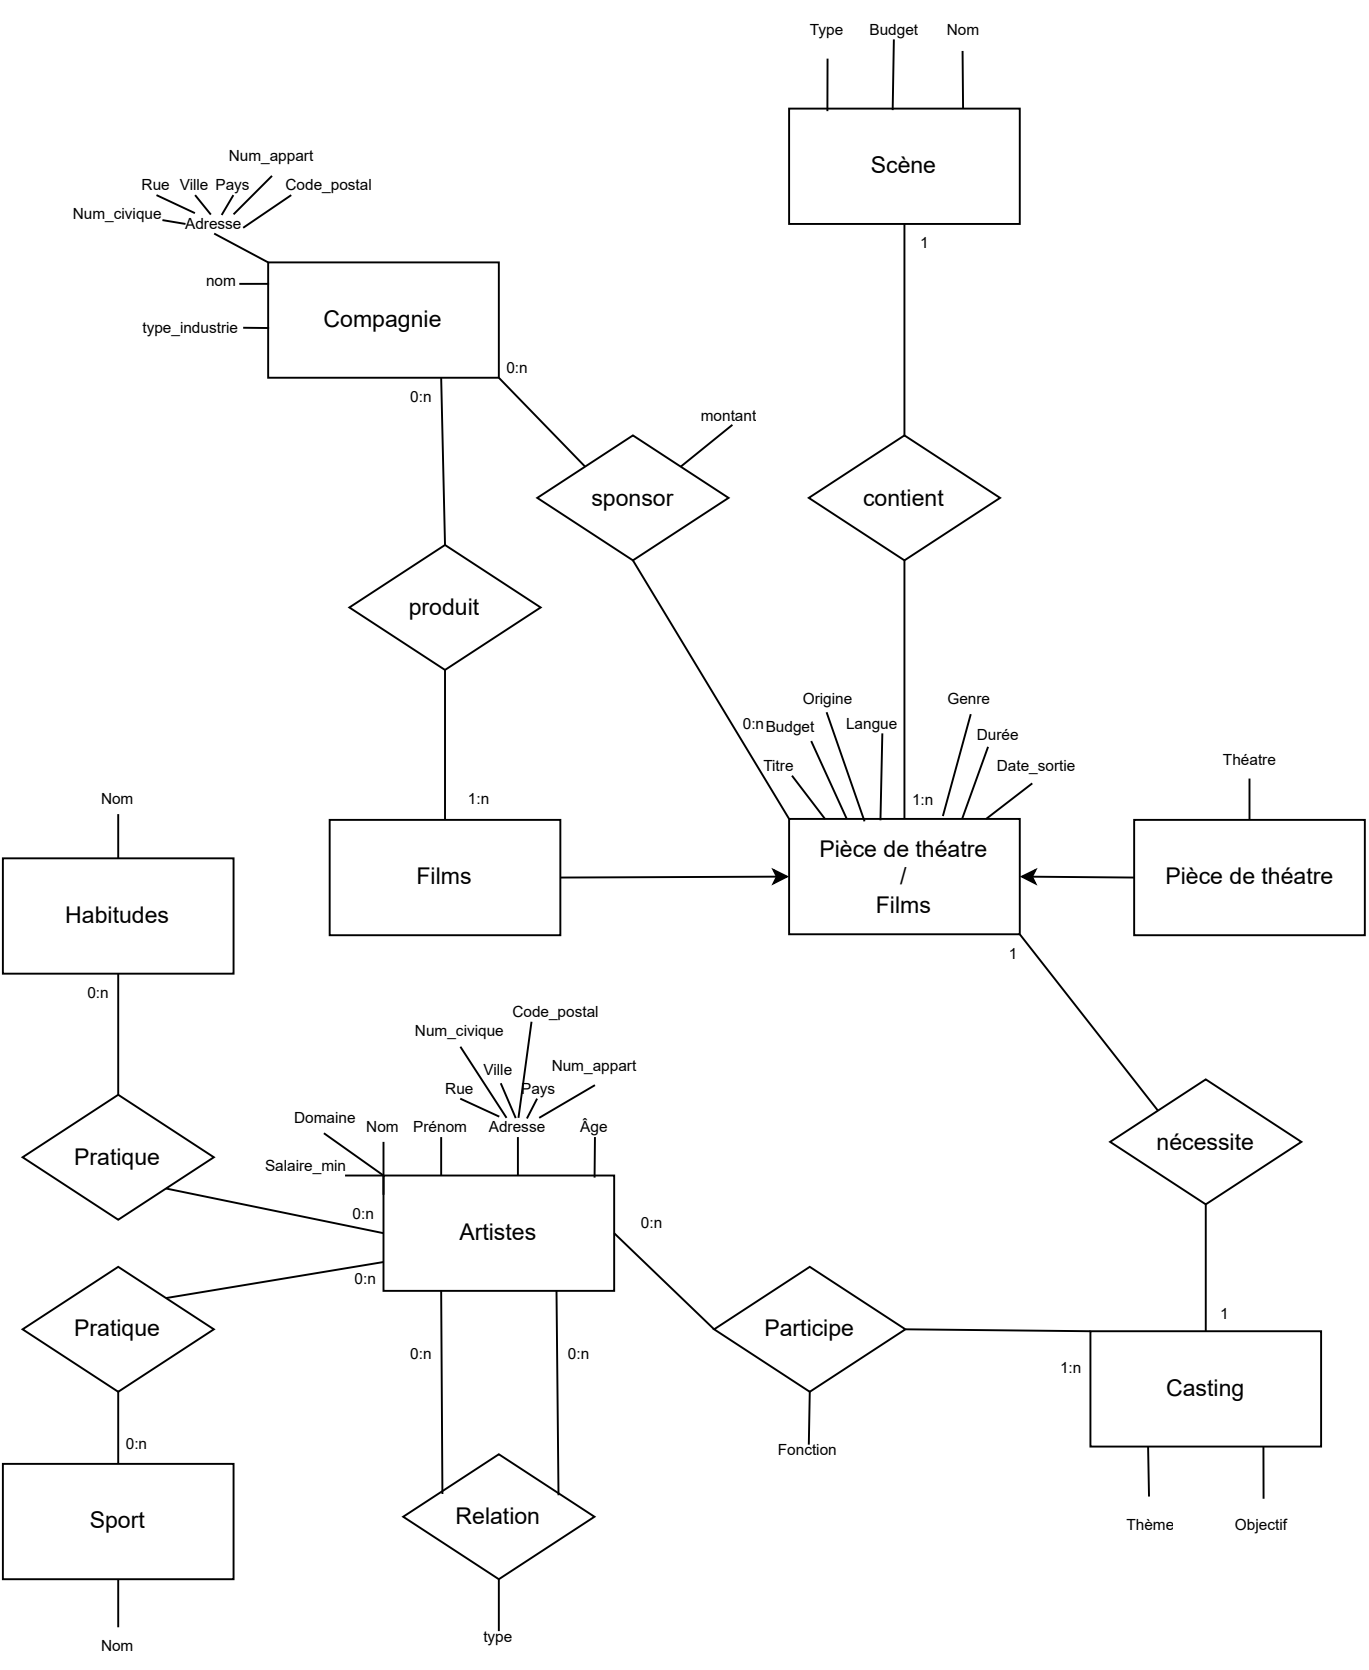 Type
Budget
Nom
Scène
1
Num_appart
Rue
Ville
Pays
Code_postal
Num_civique
Adresse
nom
type_industrie
Compagnie
0:n
0:n
montant
sponsor
contient
produit
Origine
Genre
0:n
Budget
Langue
Durée
Titre
Date_sortie
Théatre
1:n
1:n
Nom
Films
Pièce de théatre
/
Films
Pièce de théatre
Habitudes
1
0:n
Code_postal
Num_civique
Ville
Num_appart
Rue
Pays
Domaine
Nom
Prénom
Adresse
Âge
Salaire_min
Pratique
nécessite
0:n
0:n
Artistes
0:n
Pratique
Participe
1
0:n
0:n
1:n
Casting
0:n
Fonction
Sport
Relation
Thème
Objectif
type
Nom